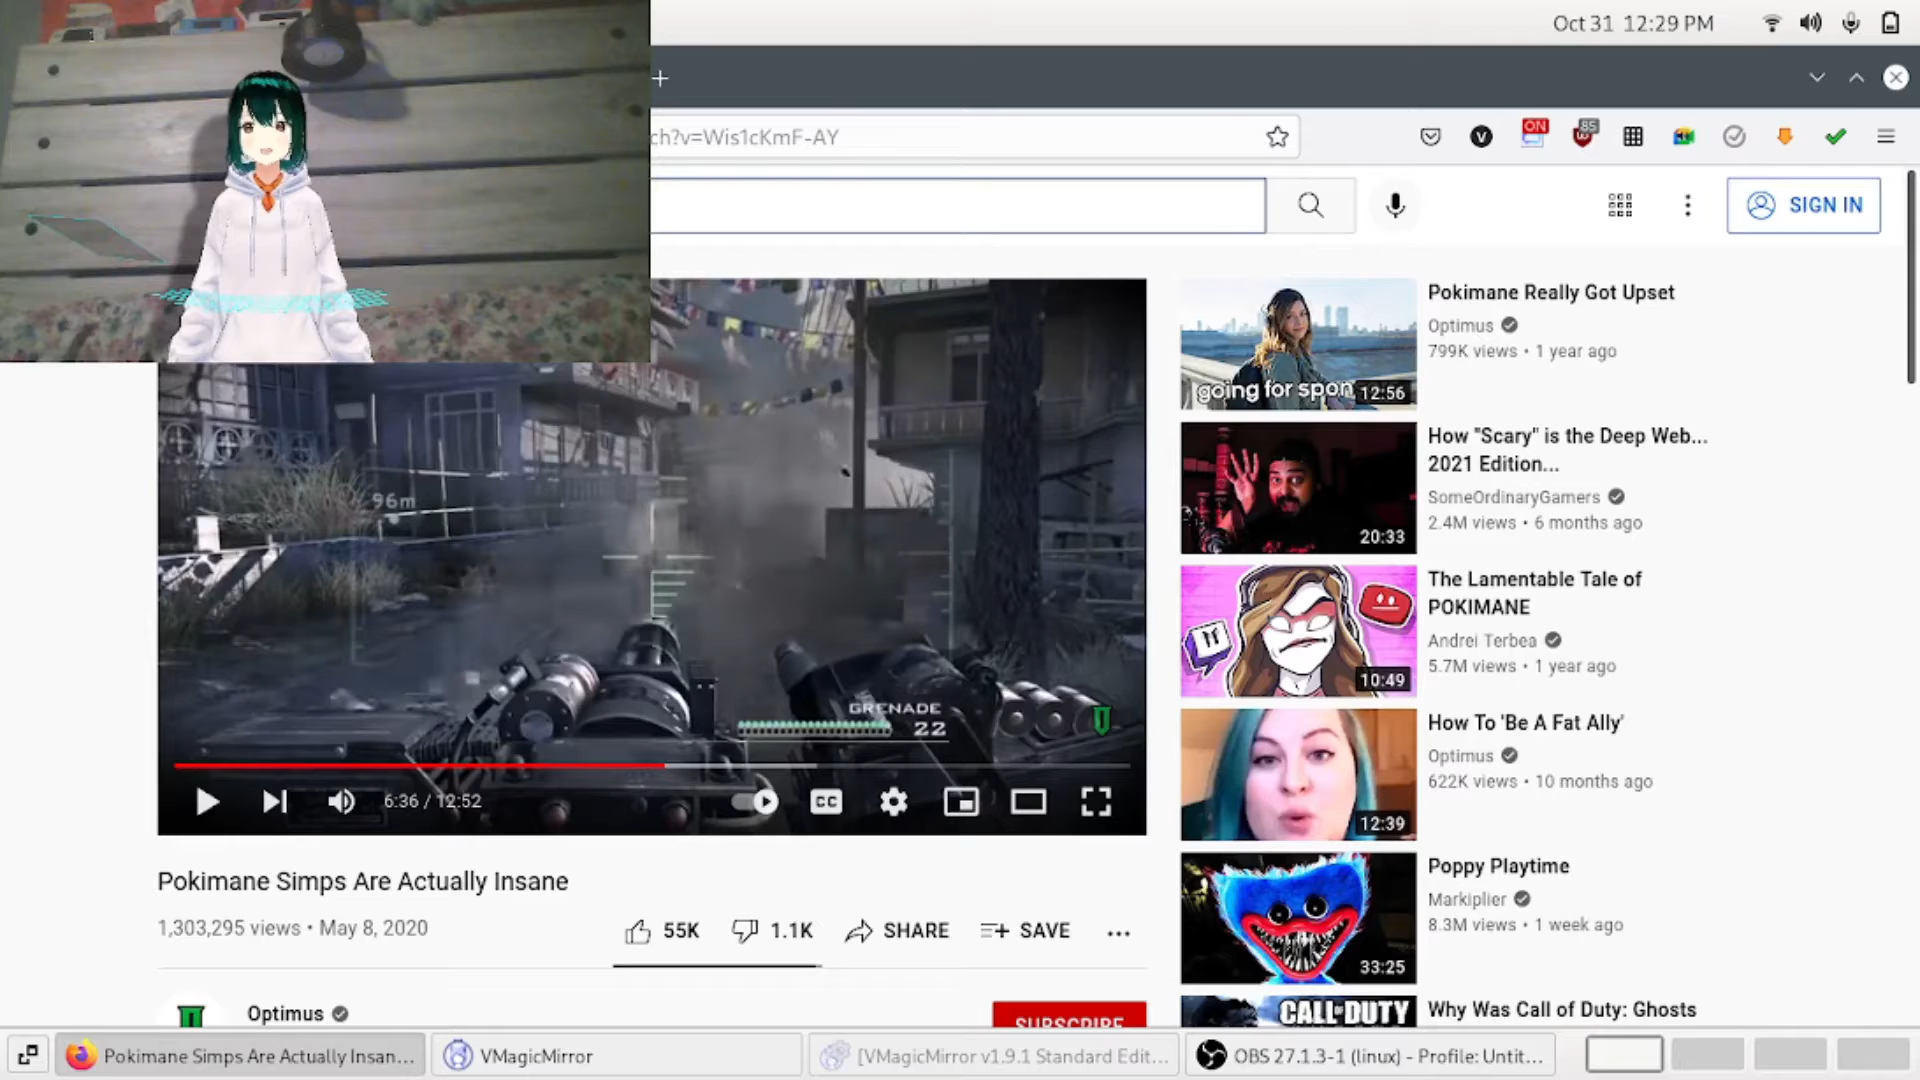 Oct 31 12:29 PM
ch?v=Wis1cKmF-AY
ON
85
SIGN IN
96m
GRENADE
22
6:36 / 12:52
CC
Pokimane Simps Are Actually Insane
1,303,295 views • May 8, 2020
55K
1.1K
SHARE
SAVE
Optimus
SUBSCRIBE
going for spon
12:56
Pokimane Really Got Upset
Optimus
799K views • 1 year ago
20:33
How "Scary" is the Deep Web...
2021 Edition...
SomeOrdinaryGamers
2.4M views • 6 months ago
10:49
The Lamentable Tale of
POKIMANE
Andrei Terbea
5.7M views • 1 year ago
12:39
How To 'Be A Fat Ally'
Optimus
622K views • 10 months ago
33:25
Poppy Playtime
Markiplier
8.3M views • 1 week ago
CALL OF DUTY
Why Was Call of Duty: Ghosts
Pokimane Simps Are Actually Insan...
VMagicMirror
[VMagicMirror v1.9.1 Standard Edit...
OBS 27.1.3-1 (linux) - Profile: Untit...